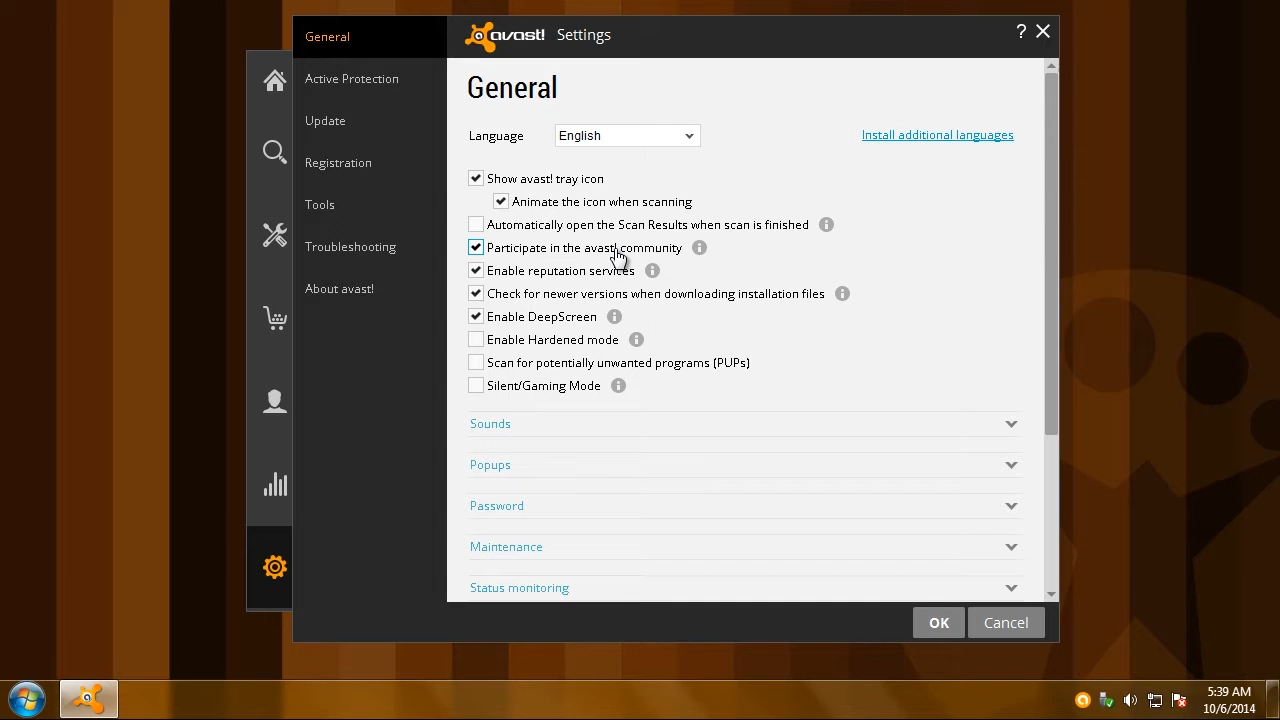 General
avast! Settings
?
Active Protection
Update
Registration
Tools
Troubleshooting
About avast!
General
Language English Install additional languages
Show avast! tray icon
Animate the icon when scanning
Automatically open the Scan Results when scan is finished
Participate in the avast! community
Enable reputation services
Check for newer versions when downloading installation files
Enable DeepScreen
Enable Hardened mode
Scan for potentially unwanted programs (PUPs)
Silent/Gaming Mode
Sounds
Popups
Password
Maintenance
Status monitoring
OK Cancel
5:39 AM
10/6/2014